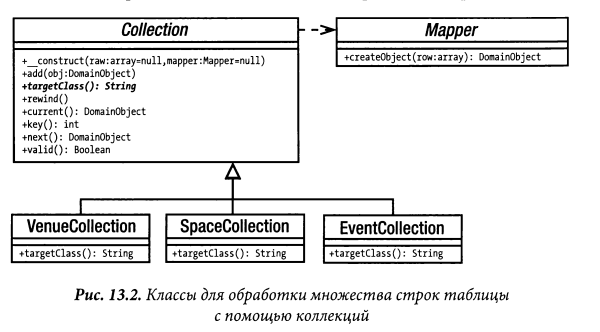 Collection
+__construct(raw:array=null,mapper:Mapper=null)
+add(obj:DomainObject)
+targetClass(): String
+rewind()
+current(): DomainObject
+key(): int
+next(): DomainObject
+valid(): Boolean
Mapper
+createObject(row:array): DomainObject
VenueCollection
+targetClass(): String
SpaceCollection
+targetClass(): String
EventCollection
+targetClass(): String
Рис. 13.2. Классы для обработки множества строк таблицы
с помощью коллекций